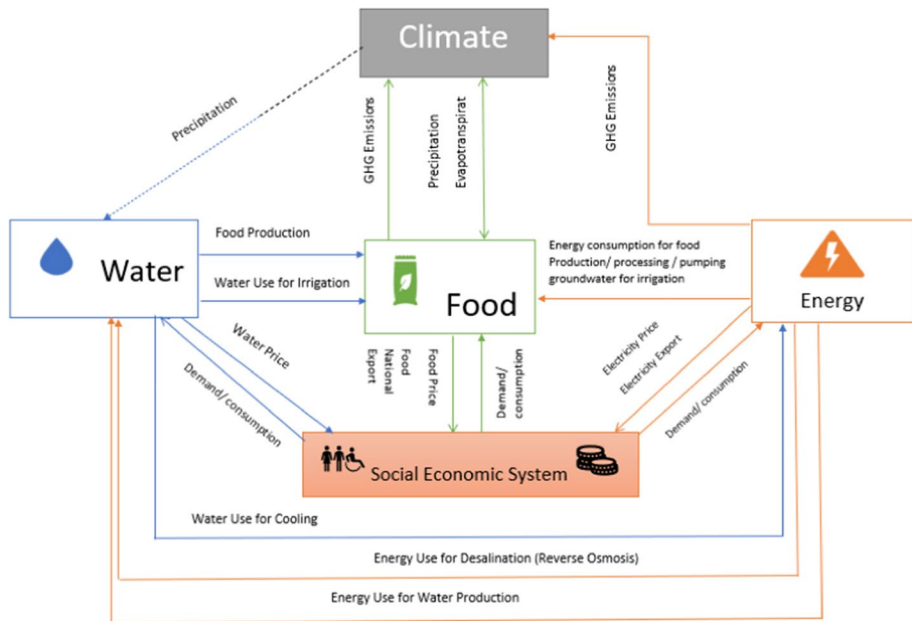 Climate
Precipitation
GHG Emissions
Precipitation
Evapotranspirat
GHG Emissions
Water
Food Production
Water Use for Irrigation
Food
Energy consumption for food
Production/ processing / pumping
groundwater for irrigation
Energy
Water Price
Demand/ consumption
Export
National
Food
Food Price
Demand/
consumption
Electricity Price
Electricity Export
Demand/ consumption
Social Economic System
Water Use for Cooling
Energy Use for Desalination (Reverse Osmosis)
Energy Use for Water Production